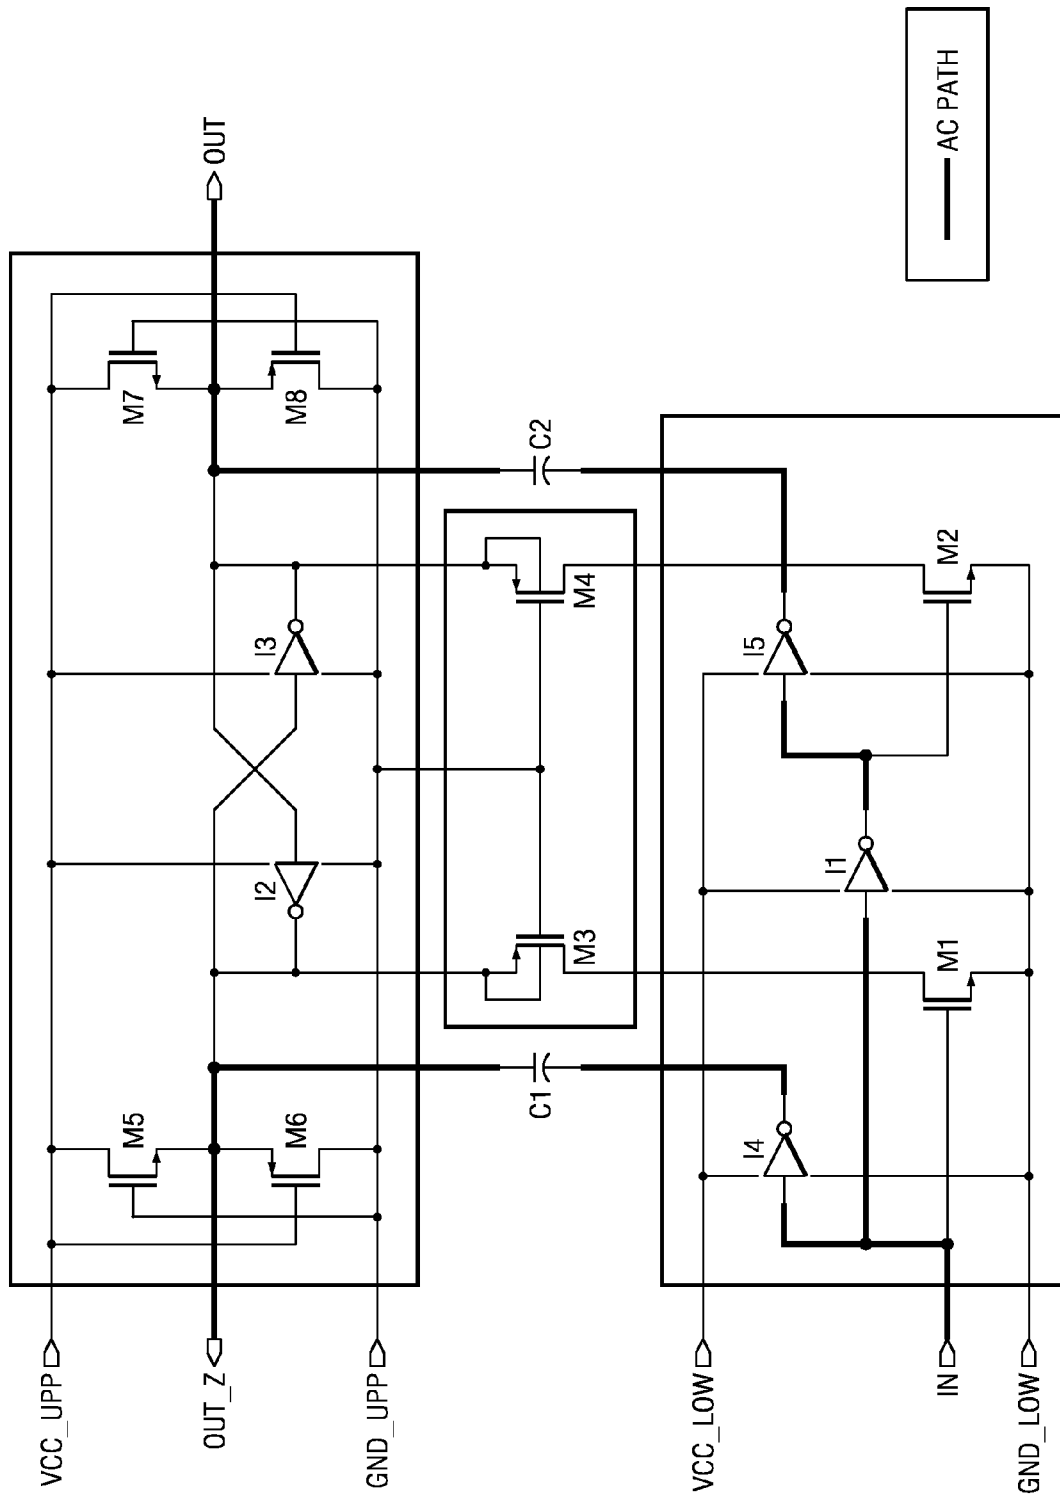 VCC_UPP
OUT_Z
GND_UPP
M5
M6
I2
I3
M7
M8
OUT
C1
M3
M4
C2
VCC_LOW
IN
GND_LOW
I4
M1
I1
I5
M2
AC PATH